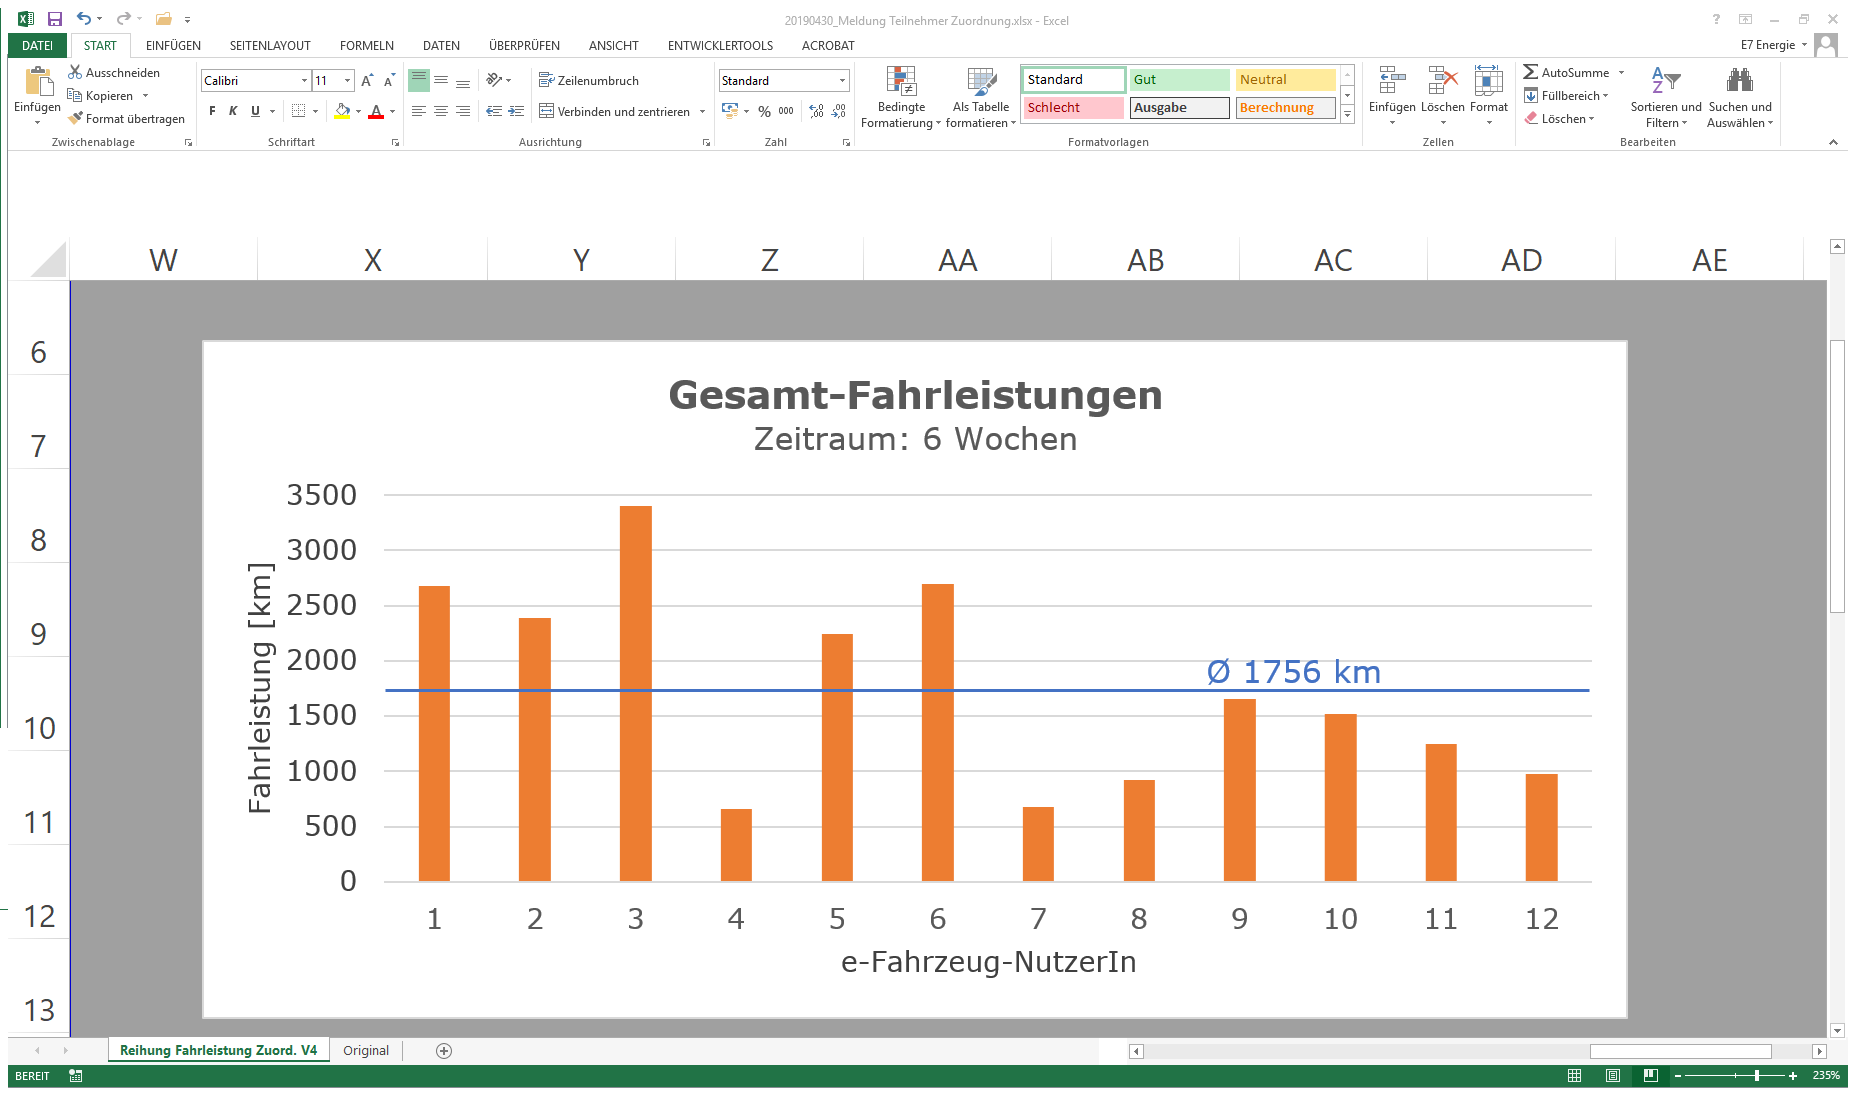 20190430_Meldung Teilnehmer Zuordnung.xlsx - Excel
?
DATEI START EINFÜGEN SEITENLAYOUT FORMELN DATEN ÜBERPRÜFEN ANSICHT ENTWICKLERTOOLS ACROBAT
E7 Energie
Einfügen
Ausschneiden
Kopieren
Format übertragen
Zwischenablage
Calibri 11
F K U
Schriftart
Zeilenumbruch
Verbinden und zentrieren
Ausrichtung
Standard
% 000
Zahl
Bedingte Formatierung
Als Tabelle formatieren
Standard Gut Neutral
Schlecht Ausgabe Berechnung
Formatvorlagen
Einfügen Löschen Format
Zellen
AutoSumme
Füllbereich
Löschen
Sortieren und Filtern
Suchen und Auswählen
Bearbeiten
W X Y Z AA AB AC AD AE
6
7
8
9
10
11
12
13
Gesamt-Fahrleistungen
Zeitraum: 6 Wochen
Fahrleistung [km]
3500
3000
2500
2000
1500
1000
500
0
Ø 1756 km
1 2 3 4 5 6 7 8 9 10 11 12
e-Fahrzeug-NutzerIn
Reihung Fahrleistung Zuord. V4 Original
BEREIT
235%